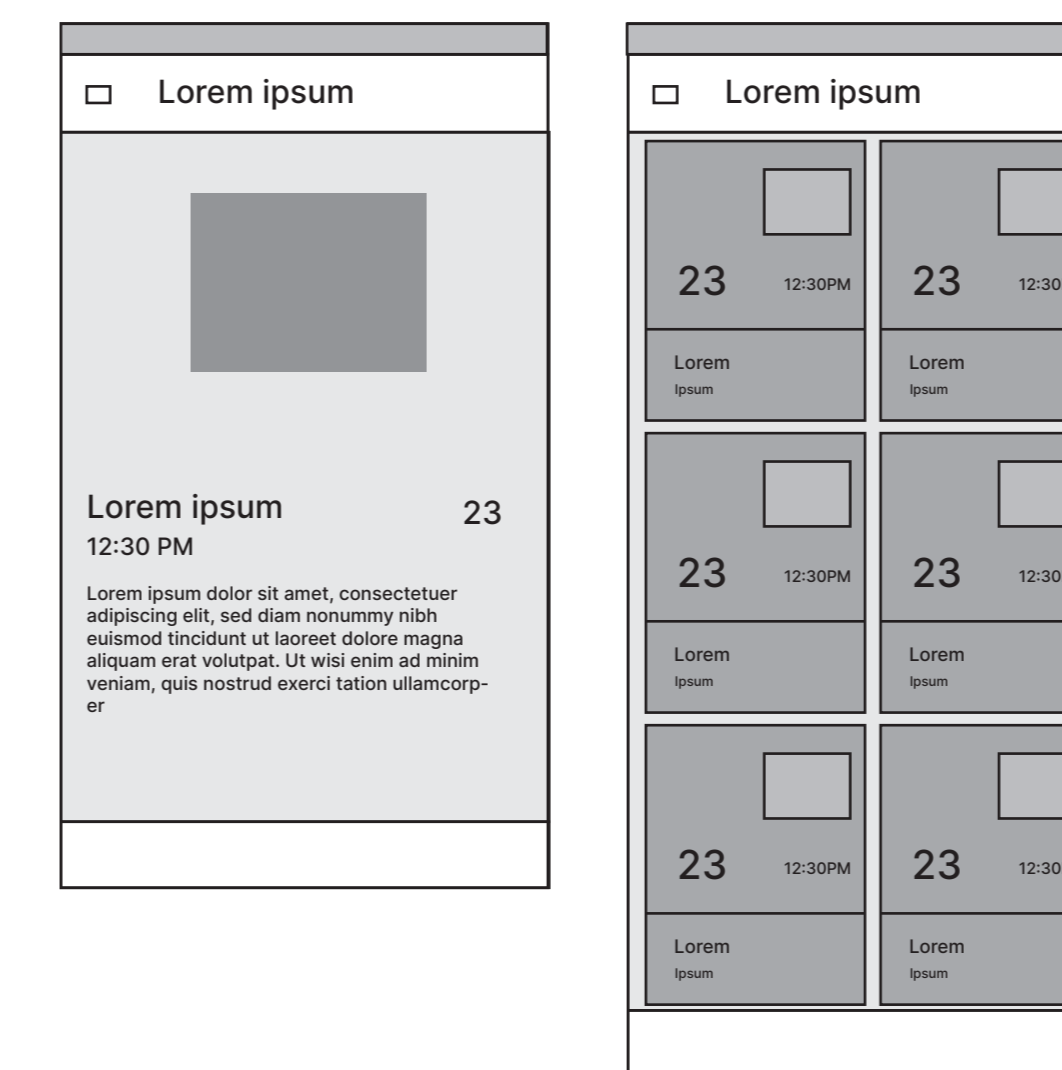 Lorem ipsum
Lorem ipsum
23
12:30 PM
Lorem ipsum dolor sit amet, consectetuer
adipiscing elit, sed diam nonummy nibh
euismod tincidunt ut laoreet dolore magna
aliquam erat volutpat. Ut wisi enim ad minim
veniam, quis nostrud exerci tation ullamcorp-
er
Lorem ipsum
23
12:30PM
Lorem
Ipsum
23
12:30
Lorem
Ipsum
23
12:30PM
Lorem
Ipsum
23
12:30
Lorem
Ipsum
23
12:30PM
Lorem
Ipsum
23
12:30
Lorem
Ipsum